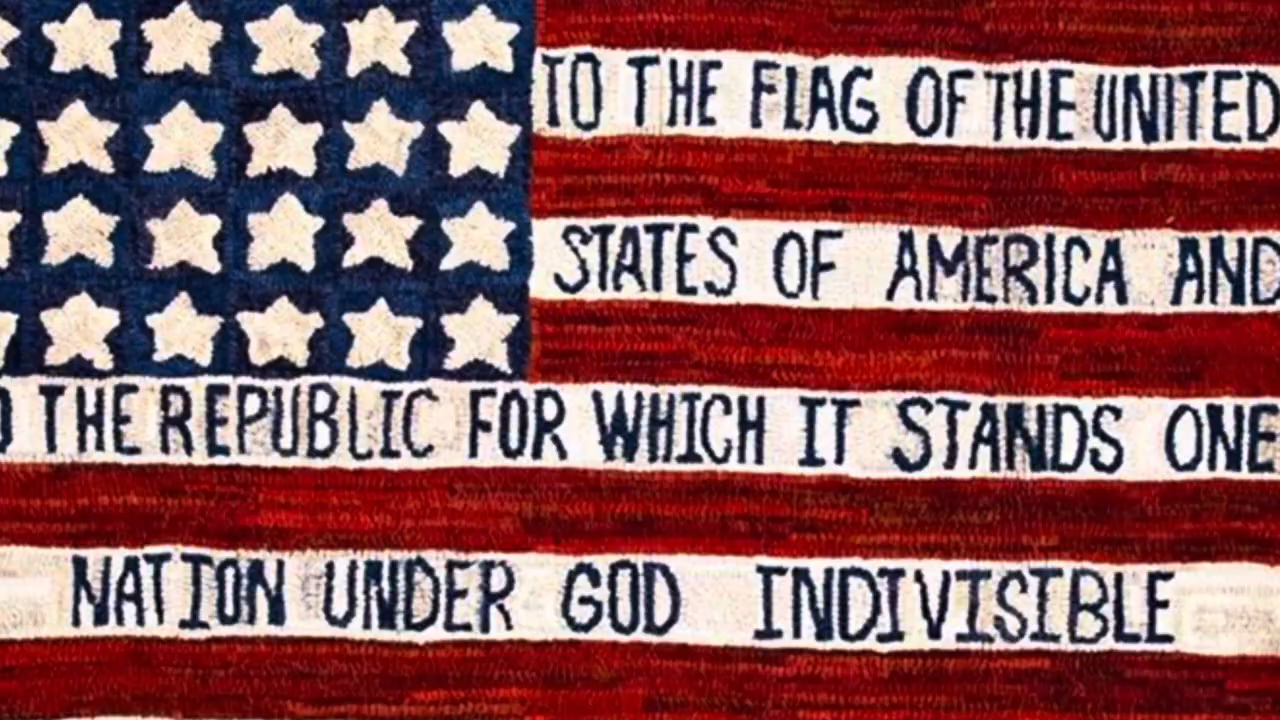 TO THE FLAG OF THE UNITED
STATES OF AMERICA AND
THE REPUBLIC FOR WHICH IT STANDS ONE
NATION UNDER GOD INDIVISIBLE